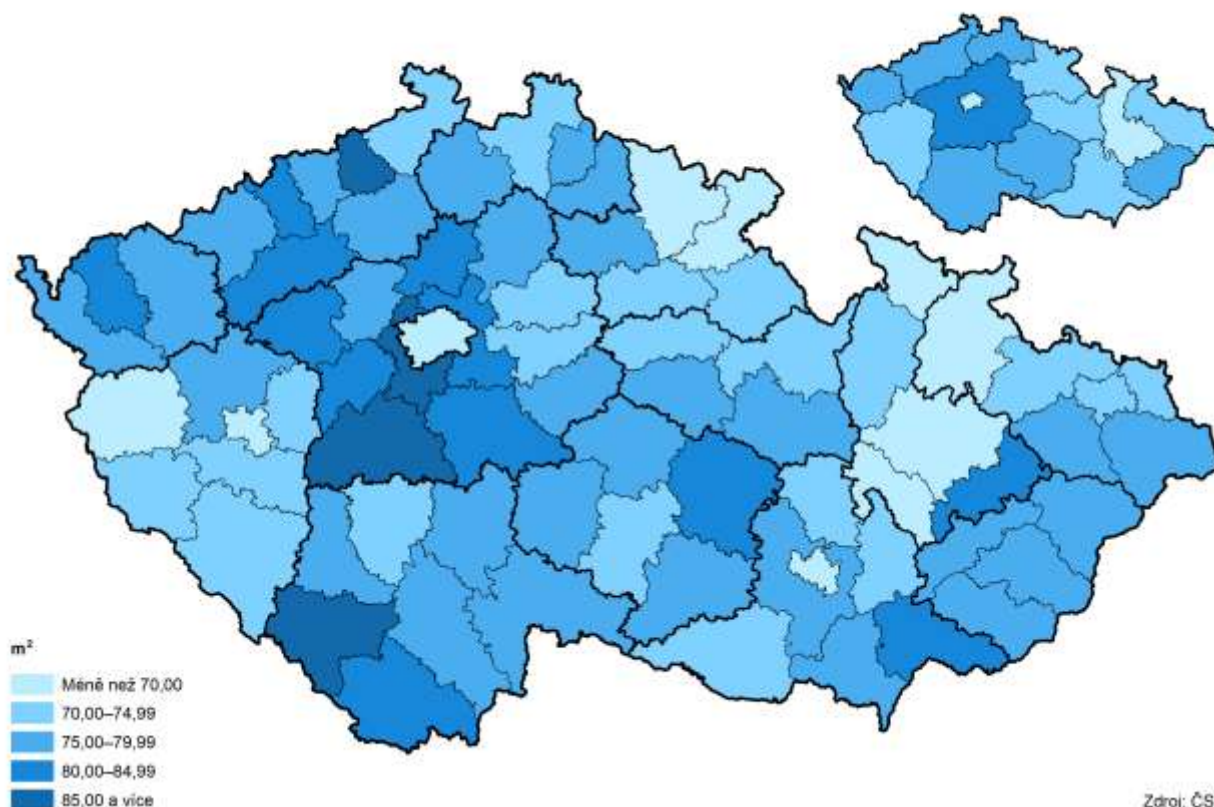 m²
Méně než 70,00
70,00–74,99
75,00–79,99
80,00–84,99
85,00 a více
Zdroj: ČS